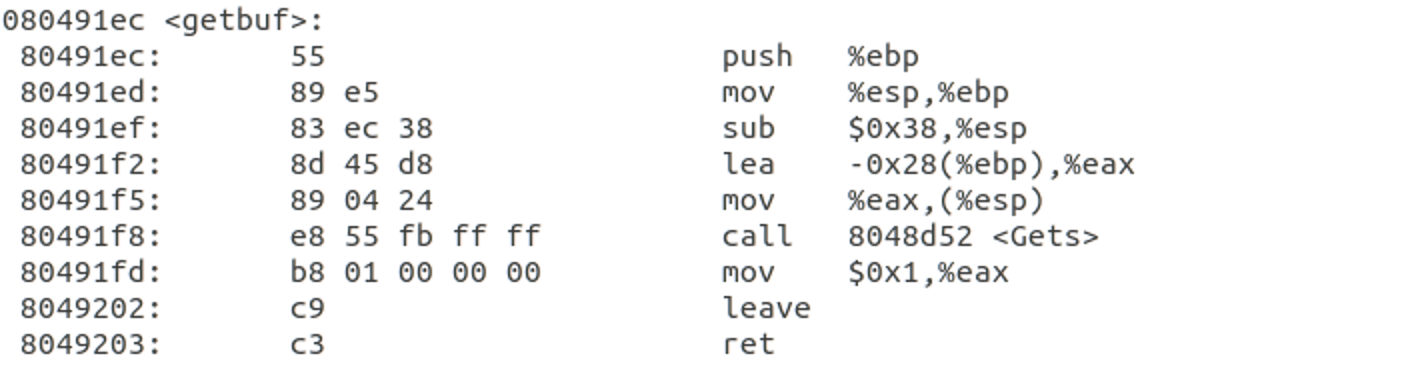 080491ec <getbuf>:
80491ec: 55 push %ebp
80491ed: 89 e5 mov %esp,%ebp
80491ef: 83 ec 38 sub $0x38,%esp
80491f2: 8d 45 d8 lea -0x28(%ebp),%eax
80491f5: 89 04 24 mov %eax,(%esp)
80491f8: e8 55 fb ff ff call 8048d52 <Gets>
80491fd: b8 01 00 00 00 mov $0x1,%eax
8049202: c9 leave
8049203: c3 ret